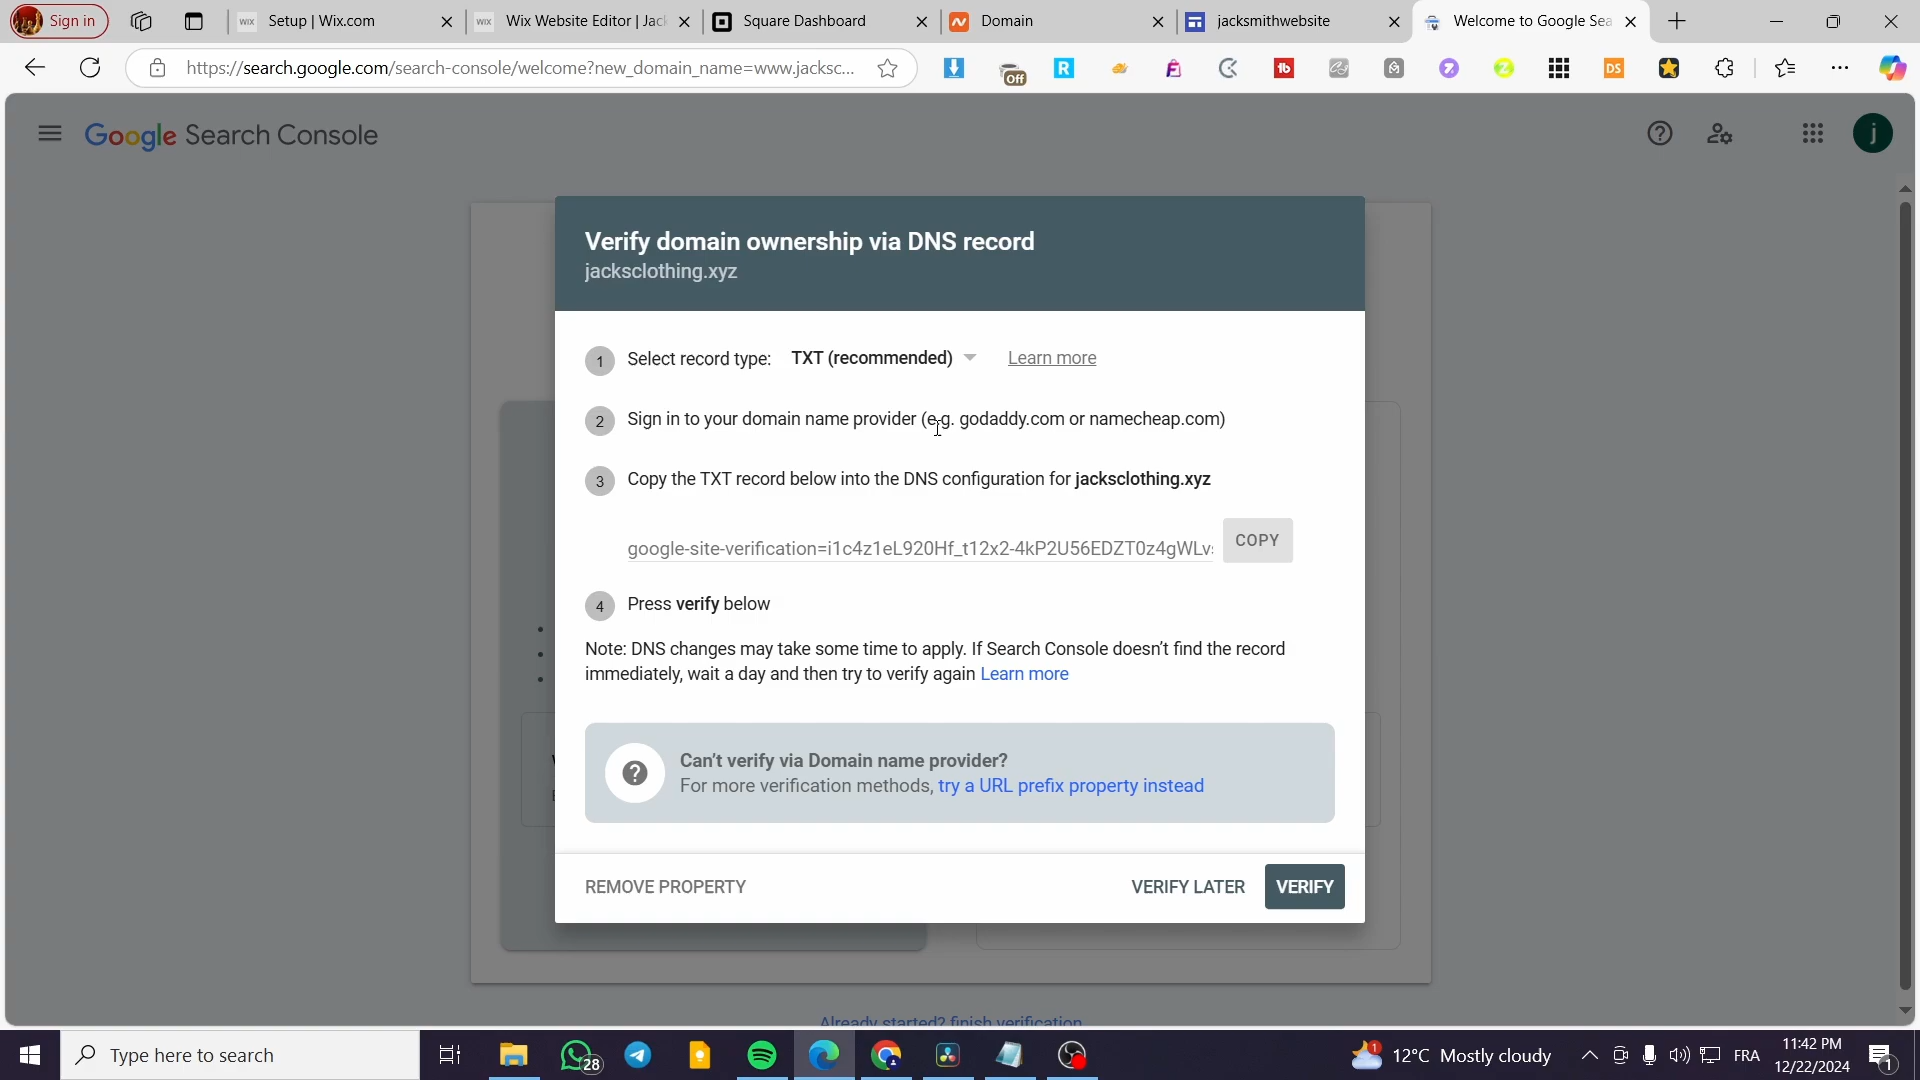 Sign in
WIX Setup | Wix.com
WIX Wix Website Editor | Jac
Square Dashboard
Domain
jacksmithwebsite
Welcome to Google Sea
https://search.google.com/search-console/welcome?new_domain_name=www.jacksc...
Off
R
DS
Google Search Console
j
Verify domain ownership via DNS record
jacksclothing.xyz
1 Select record type: TXT (recommended) Learn more
2 Sign in to your domain name provider (e.g. godaddy.com or namecheap.com)
3 Copy the TXT record below into the DNS configuration for jacksclothing.xyz
google-site-verification=i1c4z1eL920Hf_t12x2-4kP2U56EDZT0z4gWLv
COPY
4 Press verify below
Note: DNS changes may take some time to apply. If Search Console doesn't find the record
immediately, wait a day and then try to verify again Learn more
Can't verify via Domain name provider?
For more verification methods, try a URL prefix property instead
REMOVE PROPERTY
VERIFY LATER
VERIFY
Already started? finish verification
Type here to search
28
1
12°C Mostly cloudy
FRA
11:42 PM
12/22/2024
1